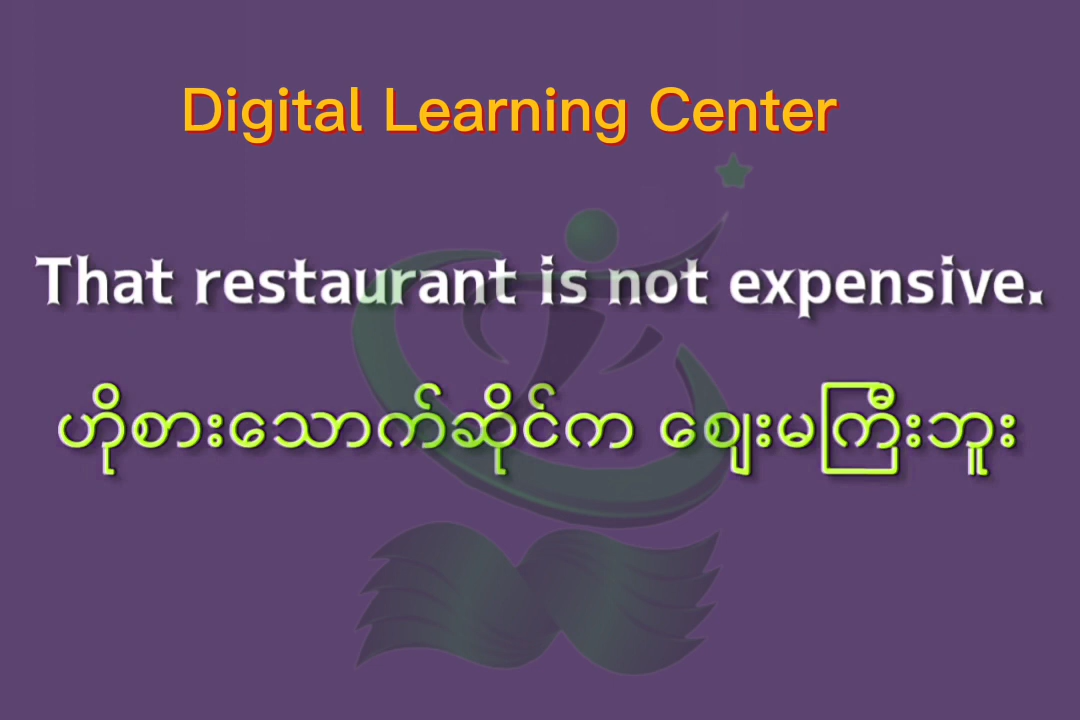 Digital Learning Center
That restaurant is not expensive.
ဟိုစားသောက်ဆိုင်က ဈေးမကြီးဘူး